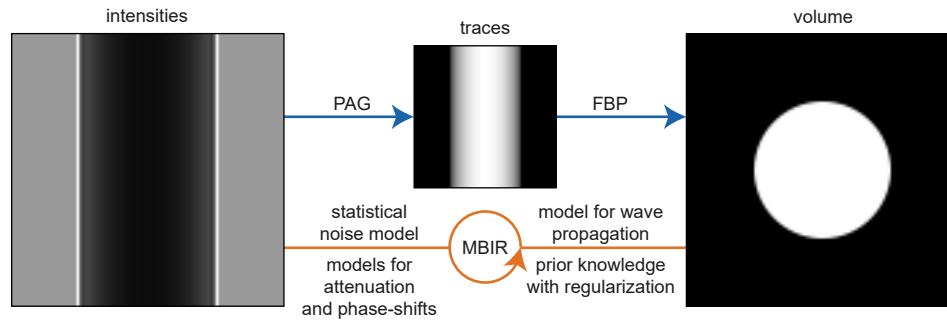 intensities
traces
volume
PAG
FBP
statistical
noise model
MBIR
model for wave
propagation
models for
attenuation
and phase-shifts
prior knowledge
with regularization